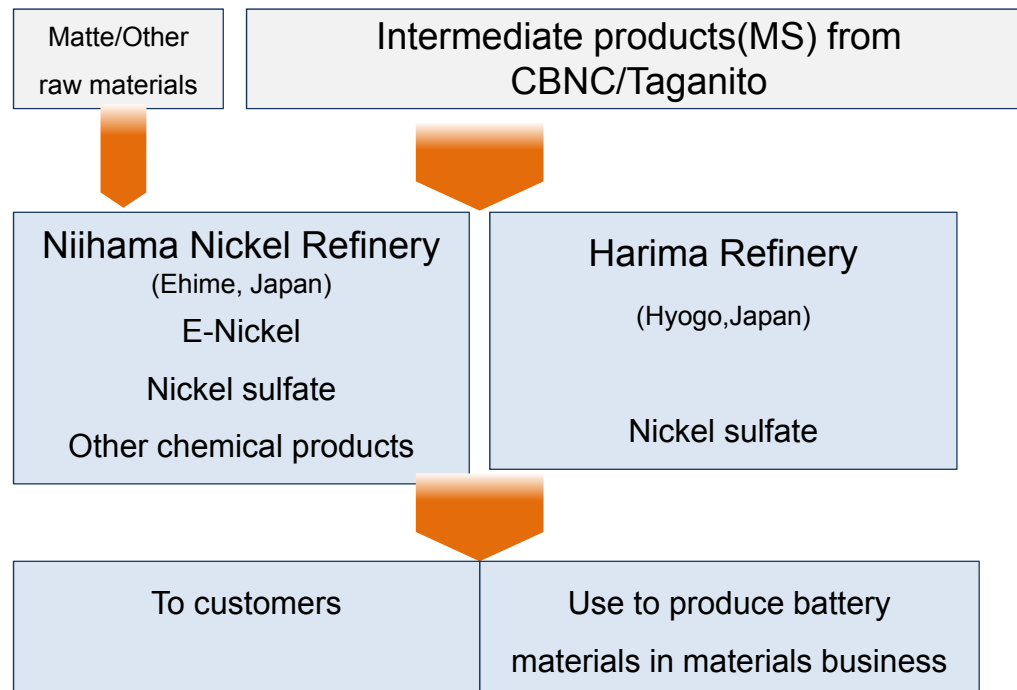 Matte/Other
raw materials
Intermediate products(MS) from
CBNC/Taganito
Niihama Nickel Refinery
(Ehime, Japan)
E-Nickel
Nickel sulfate
Other chemical products
Harima Refinery
(Hyogo,Japan)
Nickel sulfate
To customers
Use to produce battery
materials in materials business